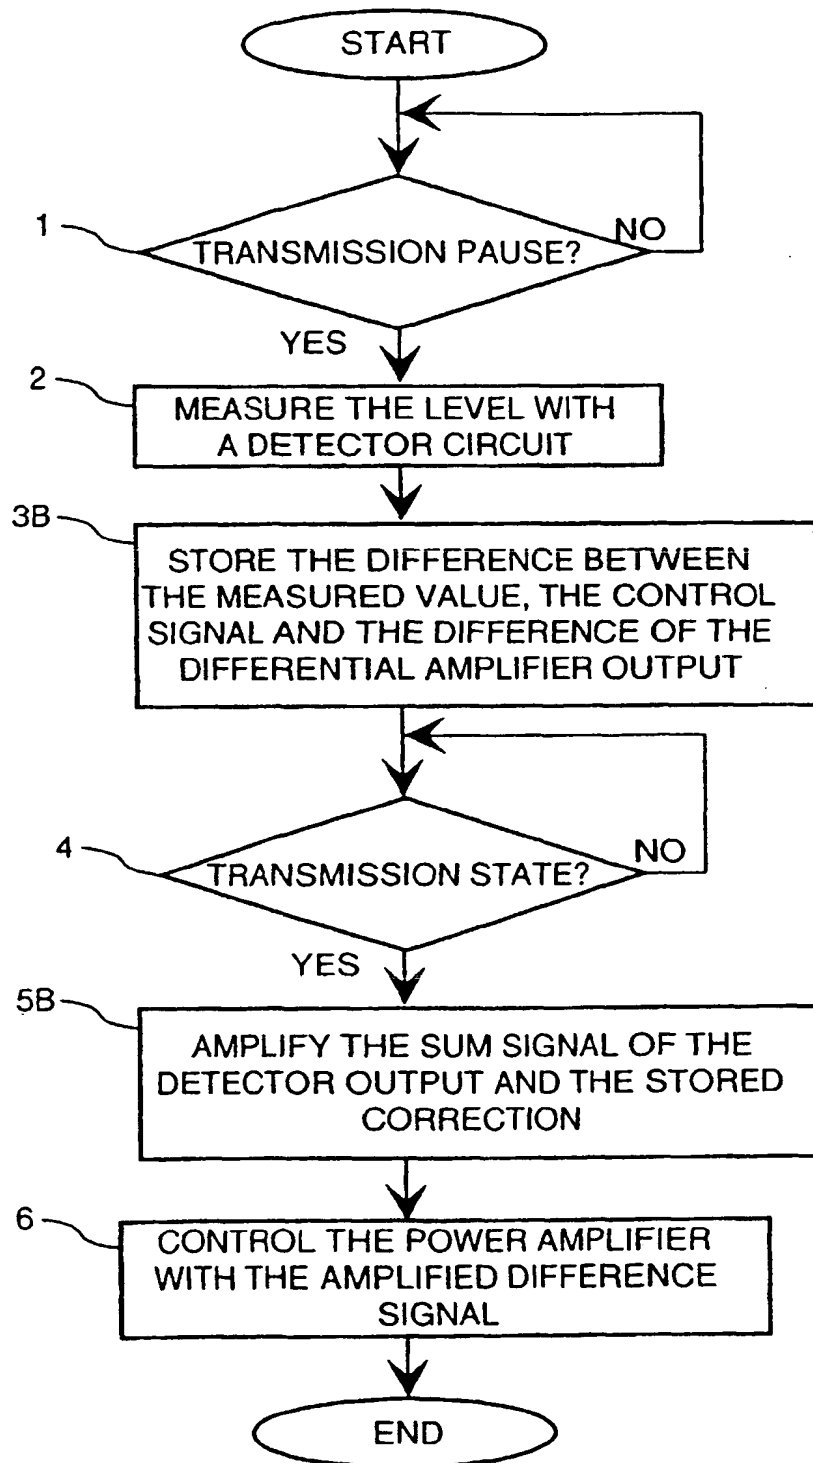 START
1
TRANSMISSION PAUSE?
NO
YES
2
MEASURE THE LEVEL WITH
A DETECTOR CIRCUIT
3B
STORE THE DIFFERENCE BETWEEN
THE MEASURED VALUE, THE CONTROL
SIGNAL AND THE DIFFERENCE OF THE
DIFFERENTIAL AMPLIFIER OUTPUT
4
TRANSMISSION STATE?
NO
YES
5B
AMPLIFY THE SUM SIGNAL OF THE
DETECTOR OUTPUT AND THE STORED
CORRECTION
6
CONTROL THE POWER AMPLIFIER
WITH THE AMPLIFIED DIFFERENCE
SIGNAL
END